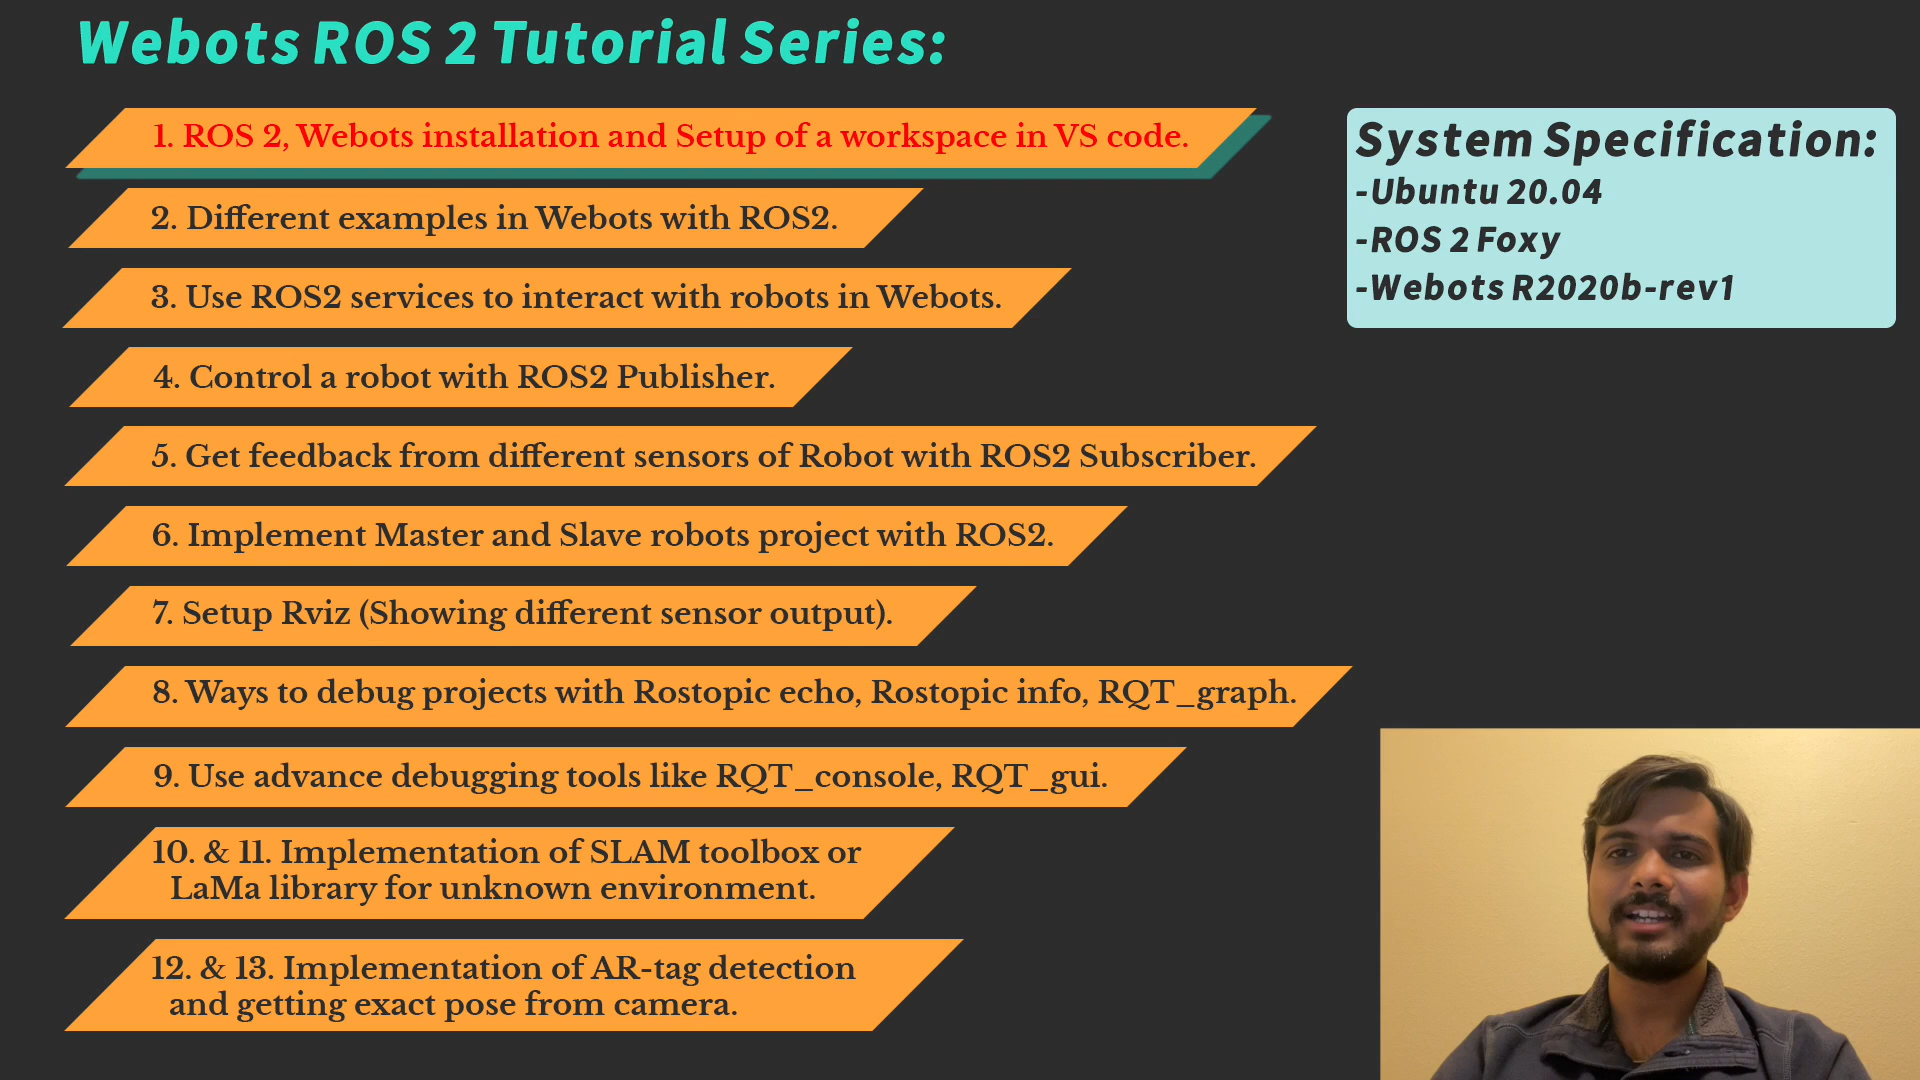 Webots ROS 2 Tutorial Series:
1. ROS 2, Webots installation and Setup of a workspace in VS code.
2. Different examples in Webots with ROS2.
3. Use ROS2 services to interact with robots in Webots.
4. Control a robot with ROS2 Publisher.
5. Get feedback from different sensors of Robot with ROS2 Subscriber.
6. Implement Master and Slave robots project with ROS2.
7. Setup Rviz (Showing different sensor output).
8. Ways to debug projects with Rostopic echo, Rostopic info, RQT_graph.
9. Use advance debugging tools like RQT_console, RQT_gui.
10. & 11. Implementation of SLAM toolbox or
LaMa library for unknown environment.
12. & 13. Implementation of AR-tag detection
and getting exact pose from camera.
System Specification:
-Ubuntu 20.04
-ROS 2 Foxy
-Webots R2020b-rev1